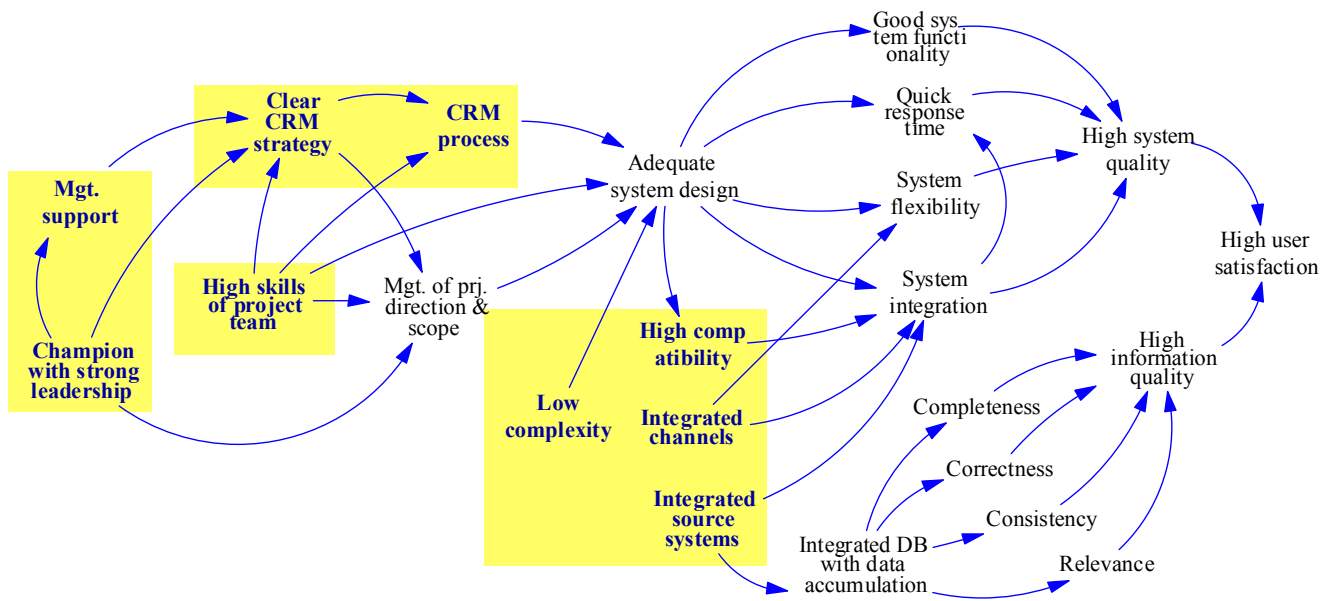 Good sys
tem functi
onality
Clear
CRM
strategy
CRM
process
Quick
response
time
High system
quality
Adequate
system design
Mgt.
support
System
flexibility
High user
satisfaction
High skills
of project
team
Mgt. of prj.
direction &
scope
System
integration
High comp
atibility
Champion
with strong
leadership
High
information
quality
Low
complexity
Integrated
channels
Completeness
Correctness
Integrated
source
systems
Consistency
Integrated DB
with data
accumulation
Relevance